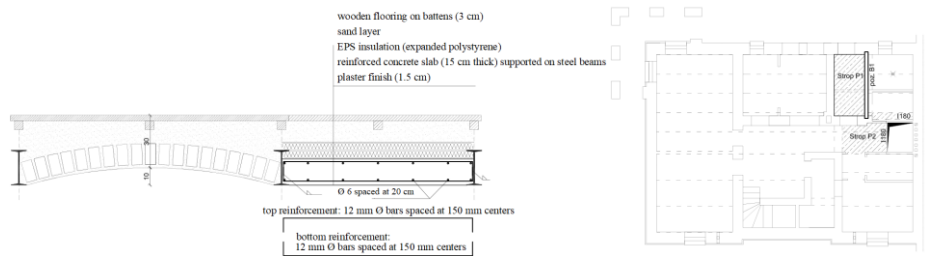 wooden flooring on battens (3 cm)
sand layer
EPS insulation (expanded polystyrene)
reinforced concrete slab (15 cm thick) supported on steel beams
plaster finish (1.5 cm)
30
10
Ø 6 spaced at 20 cm
top reinforcement: 12 mm Ø bars spaced at 150 mm centers
bottom reinforcement:
12 mm Ø bars spaced at 150 mm centers
Strop P1
poz. B1
I180
I180
Strop P2